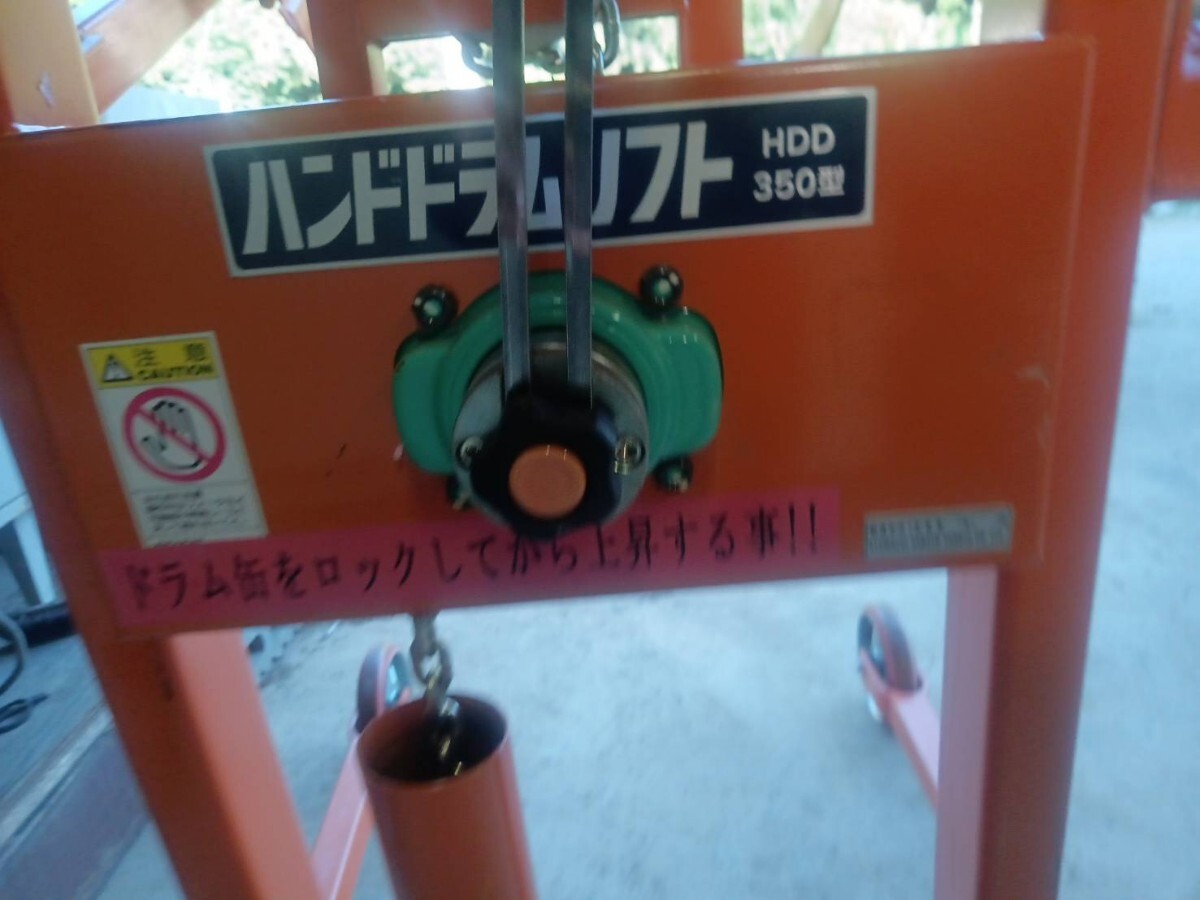 ハンドドラムリフト
HDD
350型
注意
CAUTION
ドラム缶をロックしてから上昇する事!!